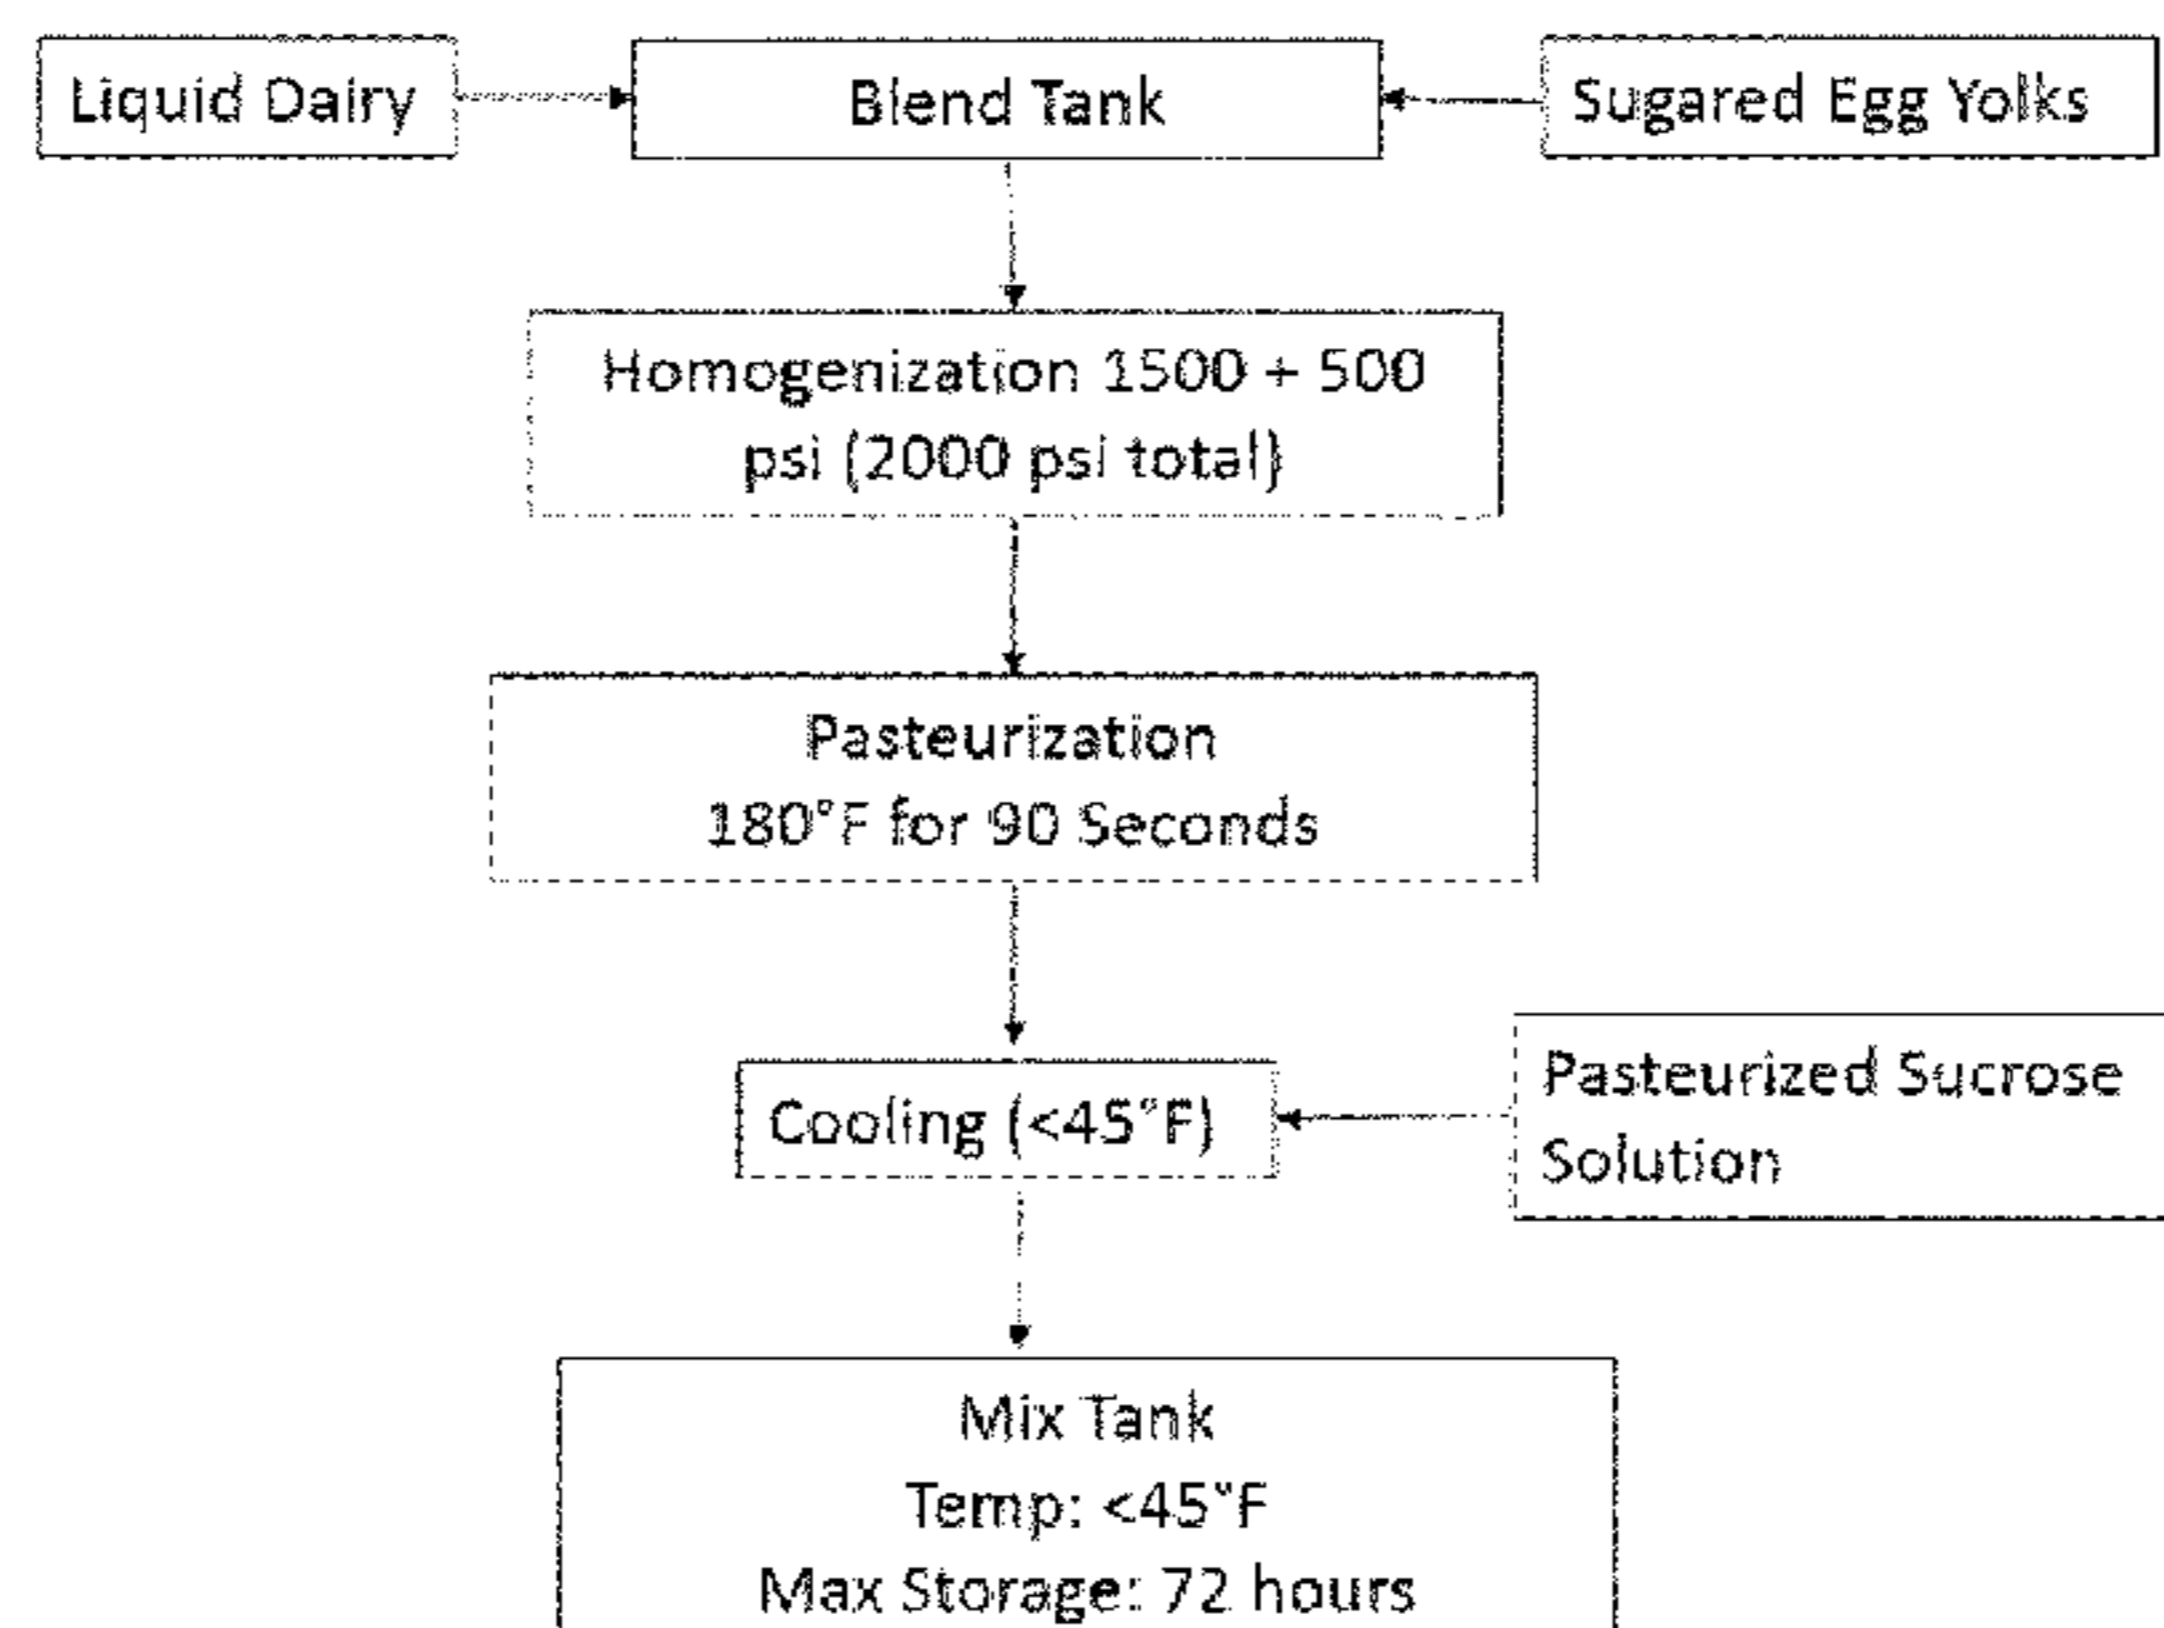 Liquid Dairy
Blend Tank
Sugared Egg Yolks
Homogenization 1500 + 500
psi (2000 psi total)
Pasteurization
180°F for 90 Seconds
Cooling (<45°F)
Pasteurized Sucrose
Solution
Mix Tank
Temp: <45°F
Max Storage: 72 hours